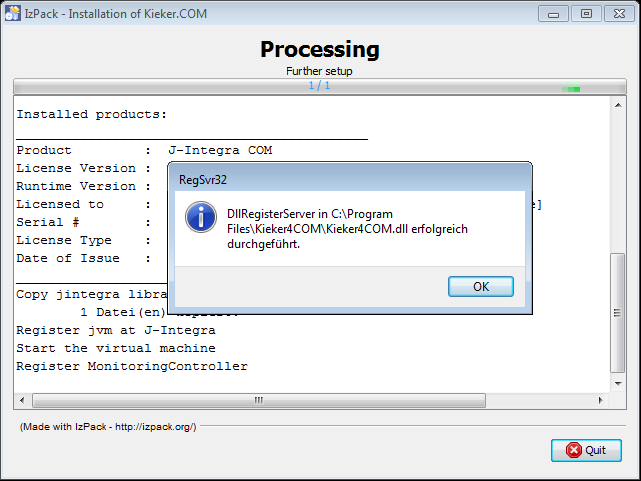 IzPack - Installation of Kieker.COM
Processing
Further setup
1 / 1
Installed products:
Product : J-Integra COM
License Version :
Runtime Version :
Licensed to : e]
Serial # :
License Type :
Date of Issue :
Copy jintegra libra
1 Datei(en)
Register jvm at J-Integra
Start the virtual machine
Register MonitoringController
RegSvr32
DllRegisterServer in C:\Program
Files\Kieker4COM\Kieker4COM.dll erfolgreich
durchgeführt.
OK
(Made with IzPack - http://izpack.org/)
Quit